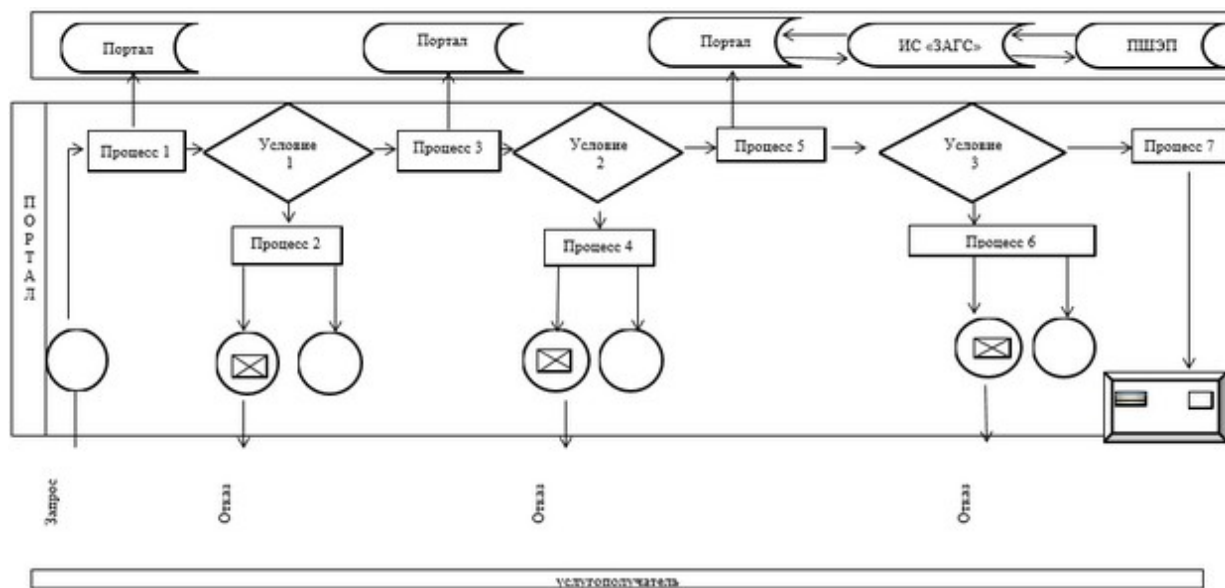 Портал
Портал
Портал
ИС «ЗАГС»
ПШЭП
Процесс 1
Условие
1
Процесс 3
Условие
2
Процесс 5
Условие
3
Процесс 7
ПОРТАЛ
Процесс 2
Процесс 4
Процесс 6
Запрос
Отказ
Отказ
Отказ
услугополучатель